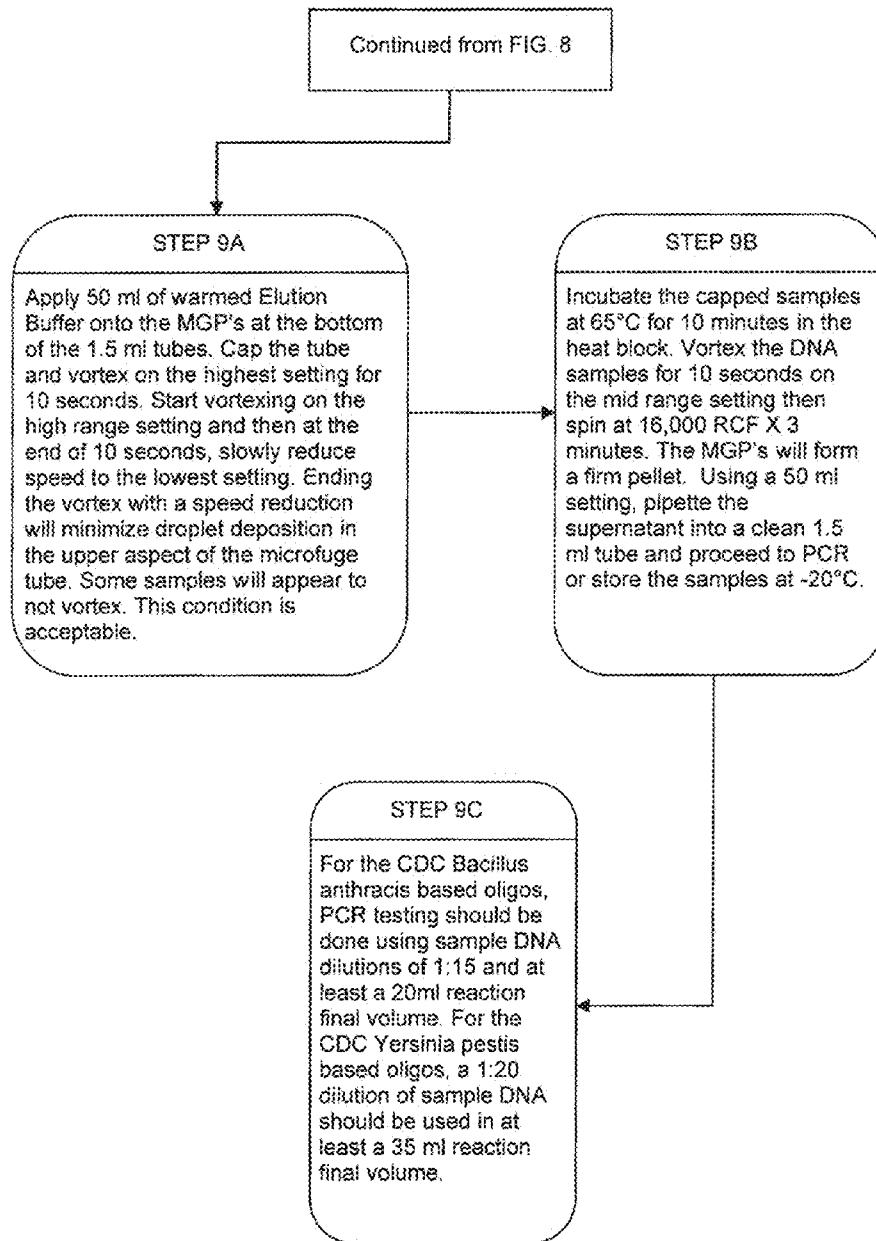 Continued from FIG. 8
STEP 9A
Apply 50 ml of warmed Elution
Buffer onto the MGP's at the bottom
of the 1.5 ml tubes. Cap the tube
and vortex on the highest setting for
10 seconds. Start vortexing on the
high range setting and then at the
end of 10 seconds, slowly reduce
speed to the lowest setting. Ending
the vortex with a speed reduction
will minimize droplet deposition in
the upper aspect of the microfuge
tube. Some samples will appear to
not vortex. This condition is
acceptable.
STEP 9B
Incubate the capped samples
at 65°C for 10 minutes in the
heat block. Vortex the DNA
samples for 10 seconds on
the mid range setting then
spin at 16,000 RCF X 3
minutes. The MGP's will form
a firm pellet. Using a 50 ml
setting, pipette the
supernatant into a clean 1.5
ml tube and proceed to PCR
or store the samples at -20°C.
STEP 9C
For the CDC Bacillus
anthracis based oligos,
PCR testing should be
done using sample DNA
dilutions of 1:15 and at
least a 20ml reaction
final volume. For the
CDC Yersinia pestis
based oligos, a 1:20
dilution of sample DNA
should be used in at
least a 35 ml reaction
final volume.